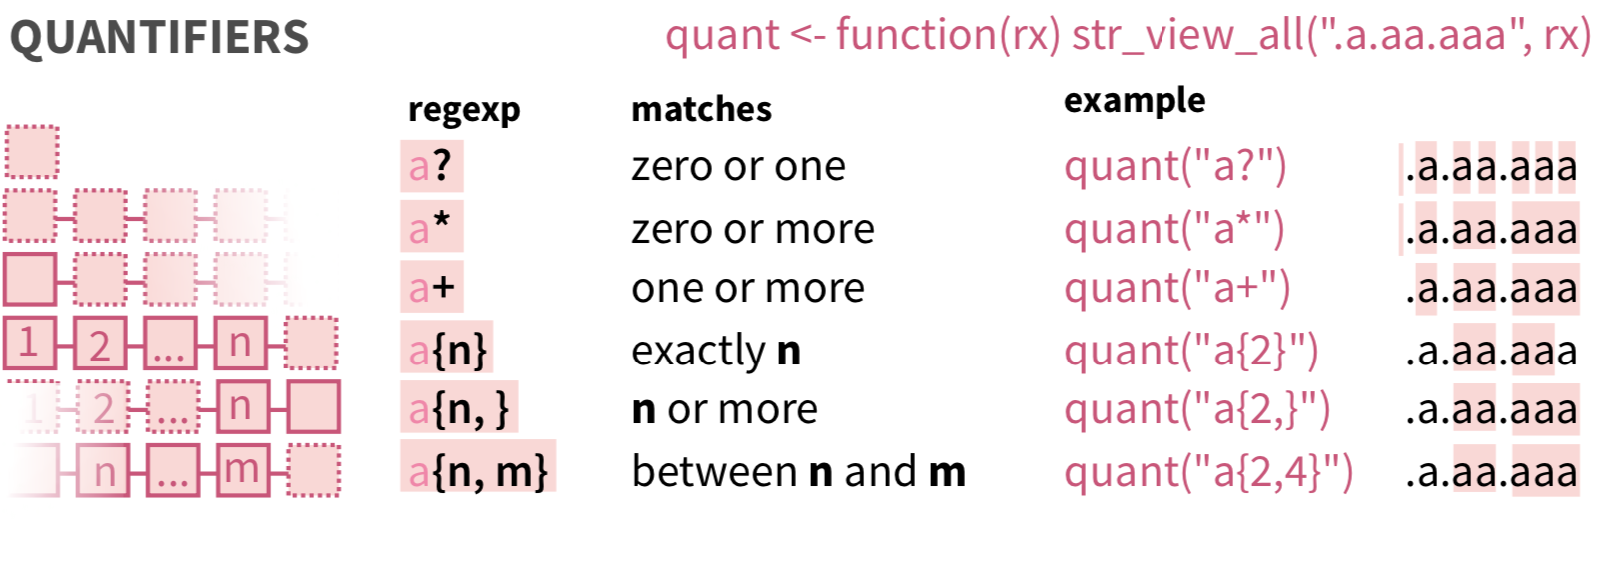 QUANTIFIERS quant <- function(rx) str_view_all(".a.aa.aaa", rx)
regexp matches example
a? zero or one quant("a?") .a.aa.aaa
a* zero or more quant("a*") .a.aa.aaa
a+ one or more quant("a+") .a.aa.aaa
1 2 ... n a{n} exactly n quant("a{2}") .a.aa.aaa
1 2 ... n a{n, } n or more quant("a{2,}") .a.aa.aaa
n ... m a{n, m} between n and m quant("a{2,4}") .a.aa.aaa